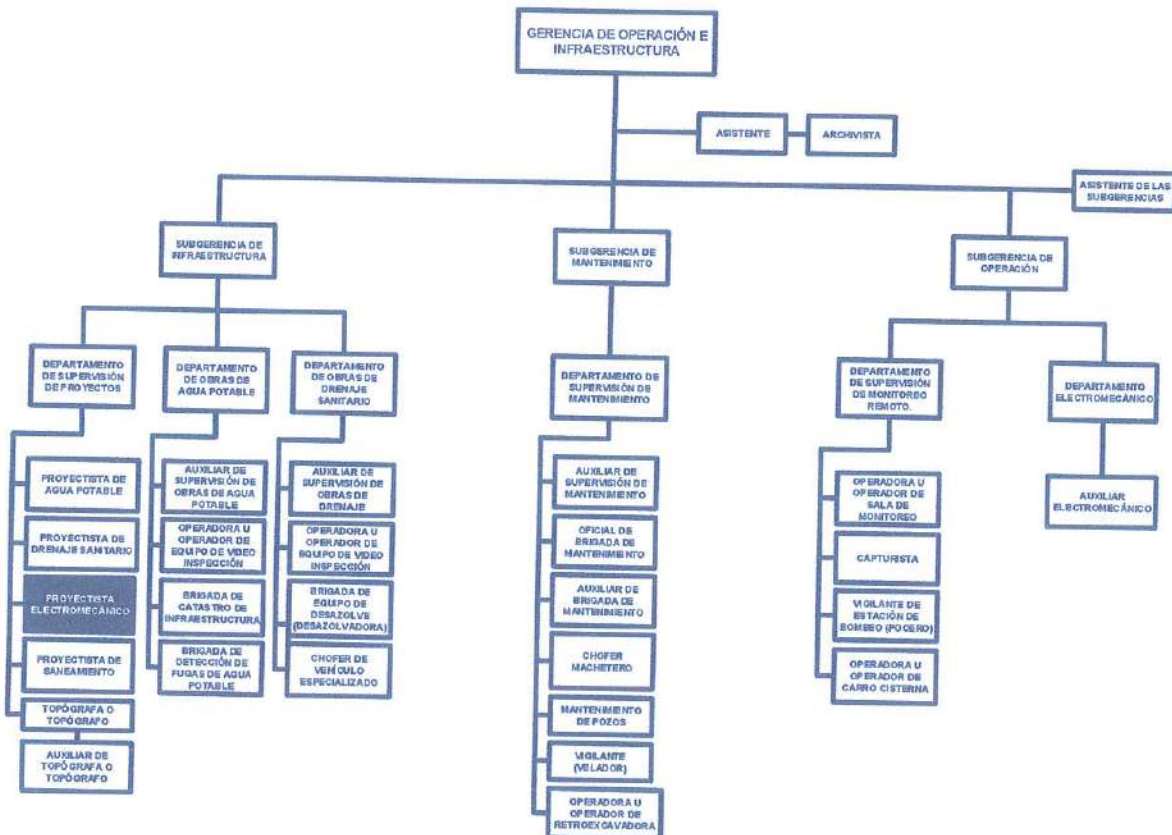 GERENCIA DE OPERACIÓN E
INFRAESTRUCTURA
ASISTENTE
ARCHIVISTA
ASISTENTE DE LAS
SUBGERENCIAS
SUBGERENCIA DE
INFRAESTRUCTURA
SUBGERENCIA DE
MANTENIMIENTO
SUBGERENCIA DE
OPERACIÓN
DEPARTAMENTO
DE SUPERVISIÓN
DE PROYECTOS
DEPARTAMENTO
DE OBRAS DE
AGUA POTABLE
DEPARTAMENTO
DE OBRAS DE
DRENAJE
SANITARIO
DEPARTAMENTO DE
SUPERVISIÓN DE
MANTENIMIENTO
DEPARTAMENTO
DE SUPERVISIÓN
DE MONITOREO
REMOTO.
DEPARTAMENTO
ELECTROMECÁNICO
PROYECTISTA DE
AGUA POTABLE
PROYECTISTA
DE DRENAJE SANITARIO
PROYECTISTA
ELECTROMECÁNICO
PROYECTISTA DE
SANEAMIENTO
TOPÓGRAFA O
TOPÓGRAFO
AUXILIAR DE
TOPÓGRAFA O
TOPÓGRAFO
AUXILIAR DE
SUPERVISIÓN DE
OBRAS DE AGUA
POTABLE
OPERADORA U
OPERADOR DE
EQUIPO DE VIDEO
INSPECCIÓN
BRIGADA DE
CATASTRO DE
INFRAESTRUCTURA
BRIGADA DE
DETECCIÓN DE
FUGAS DE AGUA
POTABLE
AUXILIAR DE
SUPERVISIÓN DE
OBRAS DE
DRENAJE
OPERADORA U
OPERADOR DE
EQUIPO DE VIDEO
INSPECCIÓN
BRIGADA DE
EQUIPO DE
DESAZOLVE
(DESAZOLVADORA)
CHOFER DE
VEHÍCULO
ESPECIALIZADO
AUXILIAR DE
SUPERVISIÓN DE
MANTENIMIENTO
OFICIAL DE
BRIGADA DE
MANTENIMIENTO
AUXILIAR DE
BRIGADA DE
MANTENIMIENTO
CHOFER
MACHETERO
MANTENIMIENTO
DE POZOS
VIGILANTE
(VELADOR)
OPERADORA U
OPERADOR DE
RETROEXCAVADORA
OPERADORA U
OPERADOR DE
SALA DE
MONITOREO
CAPTURISTA
VIGILANTE DE
ESTACIÓN DE
BOMBEO (POCERO)
OPERADORA U
OPERADOR DE
CARRO CISTERNA
AUXILIAR
ELECTROMECÁNICO